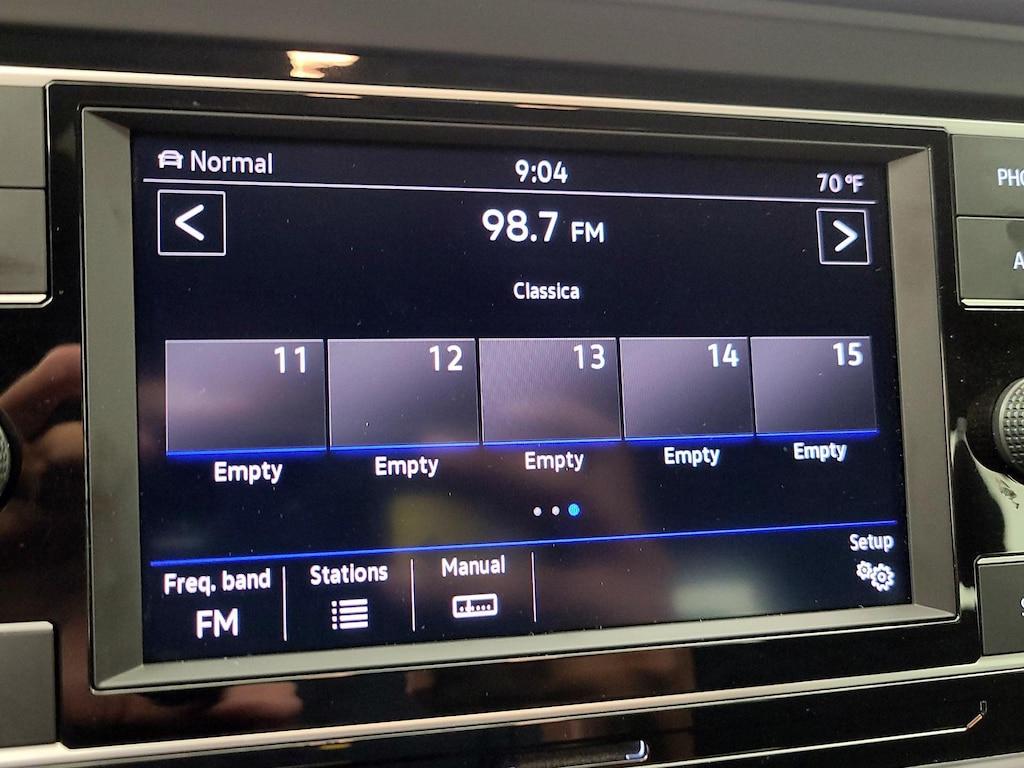 Normal
9:04
70°F
<
98.7 FM
>
Classica
11
12
13
14
15
Empty
Empty
Empty
Empty
Empty
Freq. band
FM
Stations
Manual
Setup